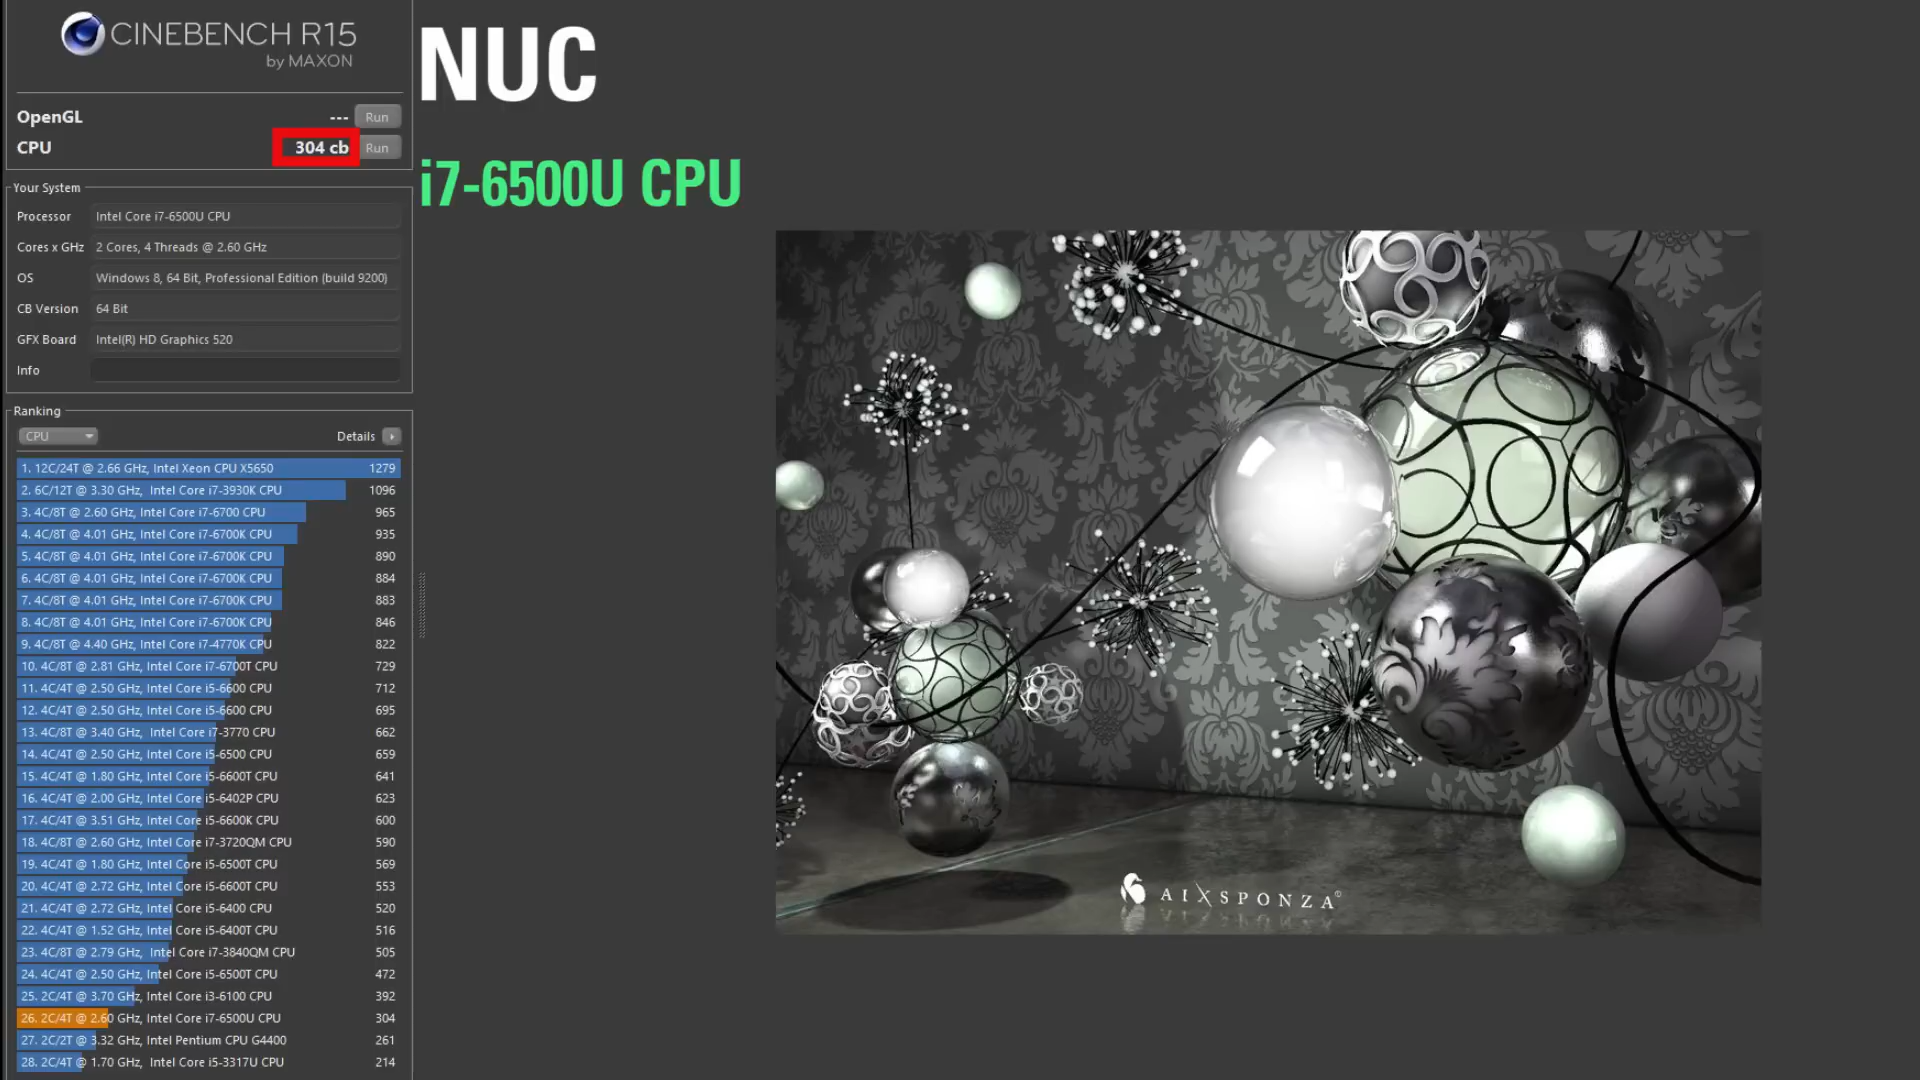 CINEBENCH R15
by MAXON
OpenGL --- Run
CPU 304 cb Run
Your System
Processor Intel Core i7-6500U CPU
Cores x GHz 2 Cores, 4 Threads @ 2.60 GHz
OS Windows 8, 64 Bit, Professional Edition (build 9200)
CB Version 64 Bit
GFX Board Intel(R) HD Graphics 520
Info
Ranking
CPU Details
1. 12C/24T @ 2.66 GHz, Intel Xeon CPU X5650 1279
2. 6C/12T @ 3.30 GHz, Intel Core i7-3930K CPU 1096
3. 4C/8T @ 2.60 GHz, Intel Core i7-6700 CPU 965
4. 4C/8T @ 4.01 GHz, Intel Core i7-6700K CPU 935
5. 4C/8T @ 4.01 GHz, Intel Core i7-6700K CPU 890
6. 4C/8T @ 4.01 GHz, Intel Core i7-6700K CPU 884
7. 4C/8T @ 4.01 GHz, Intel Core i7-6700K CPU 883
8. 4C/8T @ 4.01 GHz, Intel Core i7-6700K CPU 846
9. 4C/8T @ 4.40 GHz, Intel Core i7-4770K CPU 822
10. 4C/8T @ 2.81 GHz, Intel Core i7-6700T CPU 729
11. 4C/4T @ 2.50 GHz, Intel Core i5-6600 CPU 712
12. 4C/4T @ 2.50 GHz, Intel Core i5-6600 CPU 695
13. 4C/8T @ 3.40 GHz, Intel Core i7-3770 CPU 662
14. 4C/4T @ 2.50 GHz, Intel Core i5-6500 CPU 659
15. 4C/4T @ 1.80 GHz, Intel Core i5-6600T CPU 641
16. 4C/4T @ 2.00 GHz, Intel Core i5-6402P CPU 623
17. 4C/4T @ 3.51 GHz, Intel Core i5-6600K CPU 600
18. 4C/8T @ 2.60 GHz, Intel Core i7-3720QM CPU 590
19. 4C/4T @ 1.80 GHz, Intel Core i5-6500T CPU 569
20. 4C/4T @ 2.72 GHz, Intel Core i5-6600T CPU 553
21. 4C/4T @ 2.72 GHz, Intel Core i5-6400 CPU 520
22. 4C/4T @ 1.52 GHz, Intel Core i5-6400T CPU 516
23. 4C/8T @ 2.79 GHz, Intel Core i7-3840QM CPU 505
24. 4C/4T @ 2.50 GHz, Intel Core i5-6500T CPU 472
25. 2C/4T @ 3.70 GHz, Intel Core i3-6100 CPU 392
26. 2C/4T @ 2.60 GHz, Intel Core i7-6500U CPU 304
27. 2C/2T @ 3.32 GHz, Intel Pentium CPU G4400 261
28. 2C/4T @ 1.70 GHz, Intel Core i5-3317U CPU 214
NUC
i7-6500U CPU
AIXSPONZA®